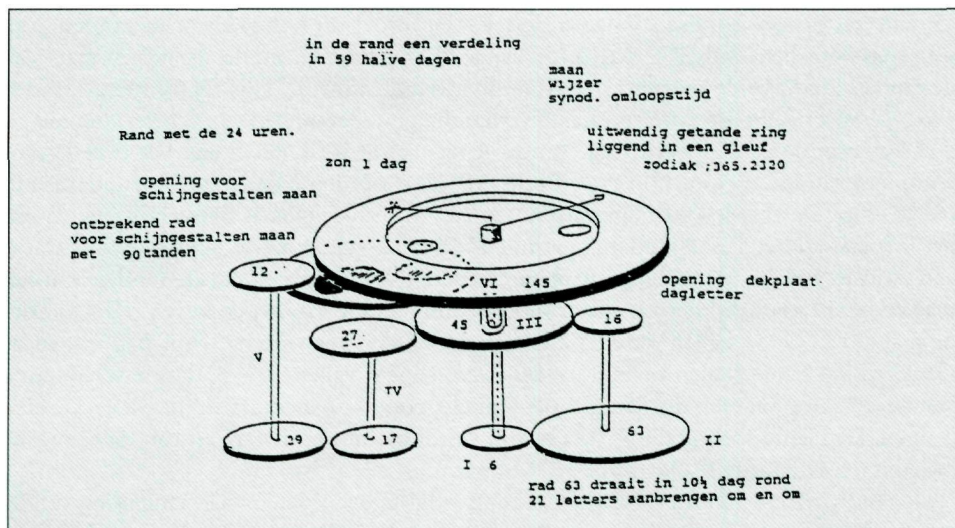 in de rand een verdeling
in 59 halve dagen
maan
wijzer
synod. omloopstijd
Rand met de 24 uren.
uitwendig getande ring
liggend in een gleuf
zodiak ;365.2320
zon 1 dag
opening voor
schijngestalten maan
ontbrekend rad
voor schijngestalten maan
met 90 tanden
12
VI 145
opening dekplaat
dagletter
45 III
16
27
V
IV
29
17
I 6
63
II
rad 63 draait in 10½ dag rond
21 letters aanbrengen om en om